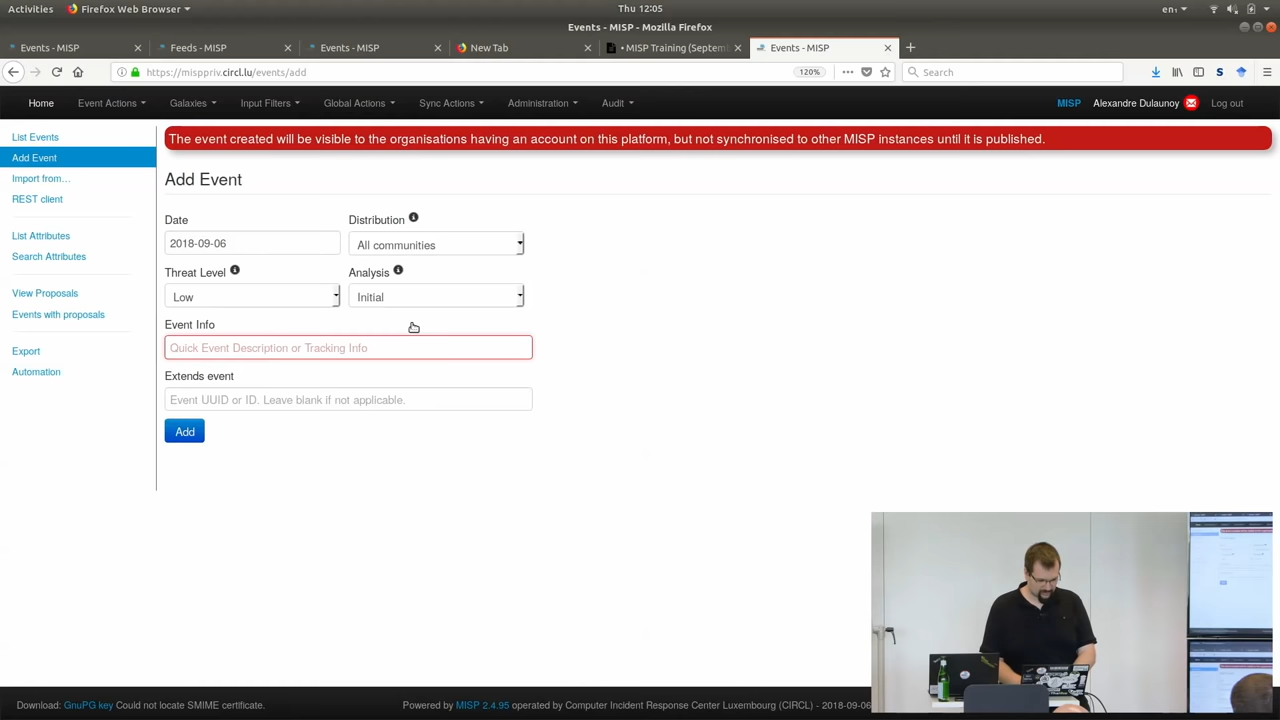 Activities Firefox Web Browser Thu 12:05 en₁
Events - MISP - Mozilla Firefox
Events - MISP Feeds - MISP Events - MISP New Tab • MISP Training (Septem Events - MISP
https://misppriv.circl.lu/events/add 120% Search
Home Event Actions Galaxies Input Filters Global Actions Sync Actions Administration Audit MISP Alexandre Dulaunoy Log out
List Events
Add Event
Import from…
REST client
List Attributes
Search Attributes
View Proposals
Events with proposals
Export
Automation
The event created will be visible to the organisations having an account on this platform, but not synchronised to other MISP instances until it is published.
Add Event
Date Distribution
2018-09-06 All communities
Threat Level Analysis
Low Initial
Event Info
Quick Event Description or Tracking Info
Extends event
Event UUID or ID. Leave blank if not applicable.
Add
Download: GnuPG key Could not locate SMIME certificate. Powered by MISP 2.4.95 operated by Computer Incident Response Center Luxembourg (CIRCL) - 2018-09-06